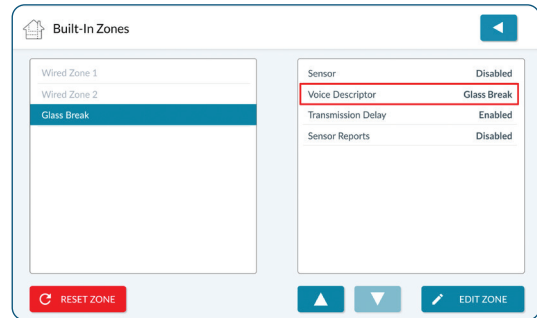 Built-In Zones
Wired Zone 1
Wired Zone 2
Glass Break
Sensor Disabled
Voice Descriptor Glass Break
Transmission Delay Enabled
Sensor Reports Disabled
RESET ZONE
EDIT ZONE